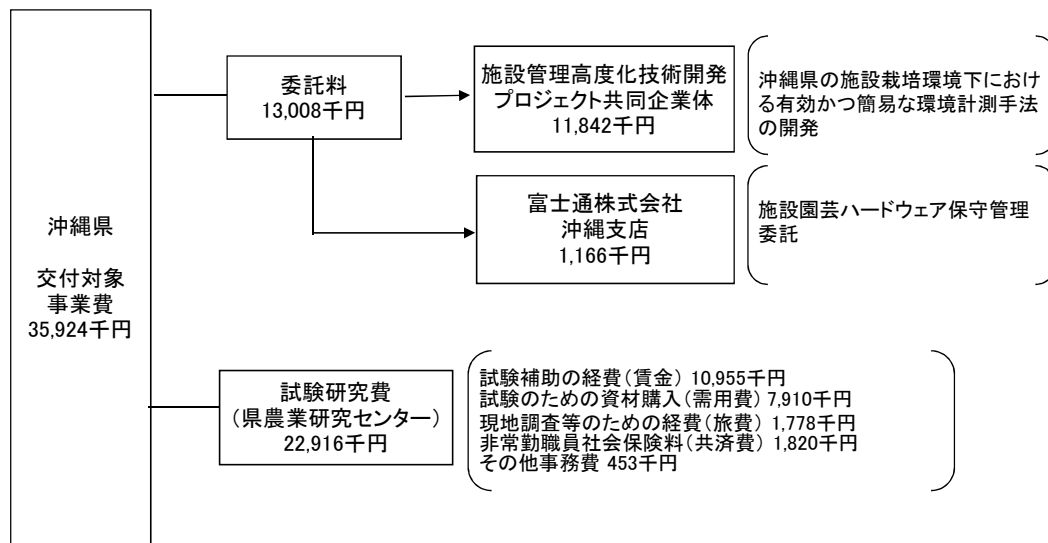 沖縄県
交付対象
事業費
35,924千円
委託料
13,008千円
施設管理高度化技術開発
プロジェクト共同企業体
11,842千円
沖縄県の施設栽培環境下におけ
る有効かつ簡易な環境計測手法
の開発
富士通株式会社
沖縄支店
1,166千円
施設園芸ハードウェア保守管理
委託
試験研究費
（県農業研究センター）
22,916千円
試験補助の経費（賃金） 10,955千円
試験のための資材購入（需用費） 7,910千円
現地調査等のための経費（旅費） 1,778千円
非常勤職員社会保険料（共済費） 1,820千円
その他事務費 453千円